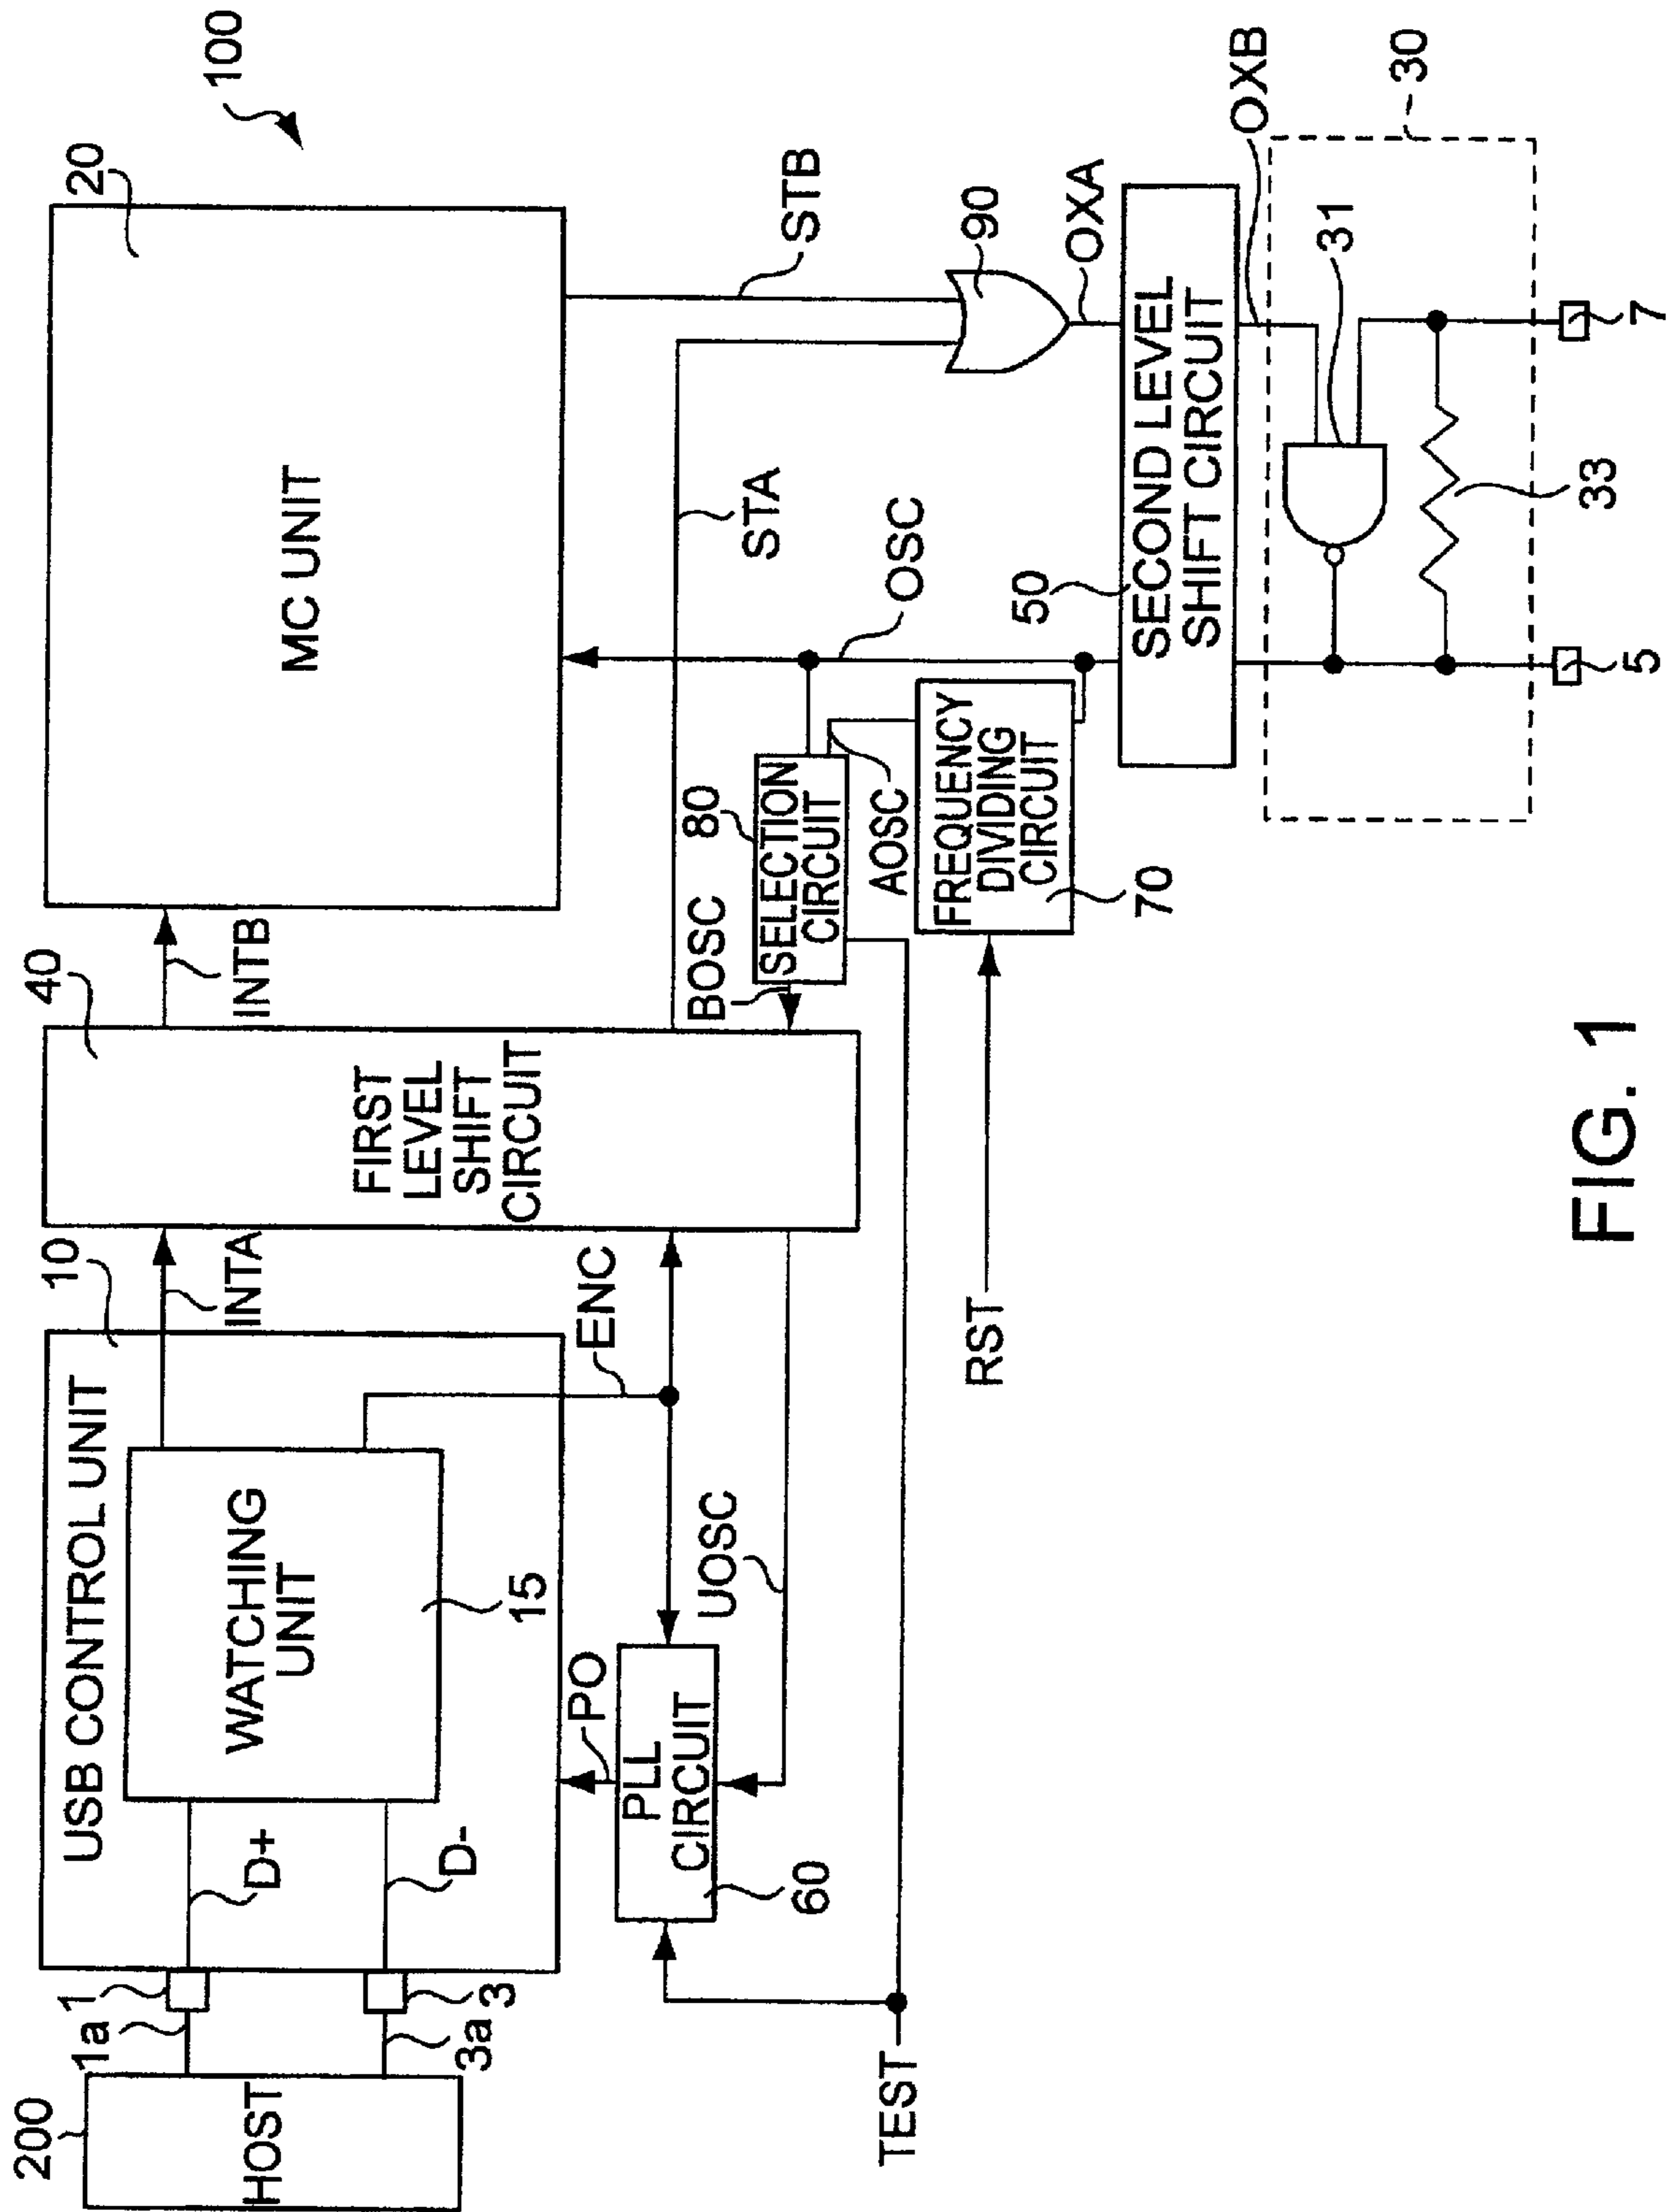 100
20
MC UNIT
STB
90
OXA
STA
OSC
SECOND LEVEL
SHIFT CIRCUIT
50
OXB
30
31
33
7
5
40
FIRST
LEVEL
SHIFT
CIRCUIT
INTB
INTA
BOSC
80
SELECTION
CIRCUIT
AOSC
FREQUENCY
DIVIDING
CIRCUIT
70
RST
10
USB CONTROL UNIT
WATCHING
UNIT
15
ENC
UOSC
PO
PLL
CIRCUIT
60
D+
D-
1
1a
3
3a
200
HOST
TEST
FIG. 1